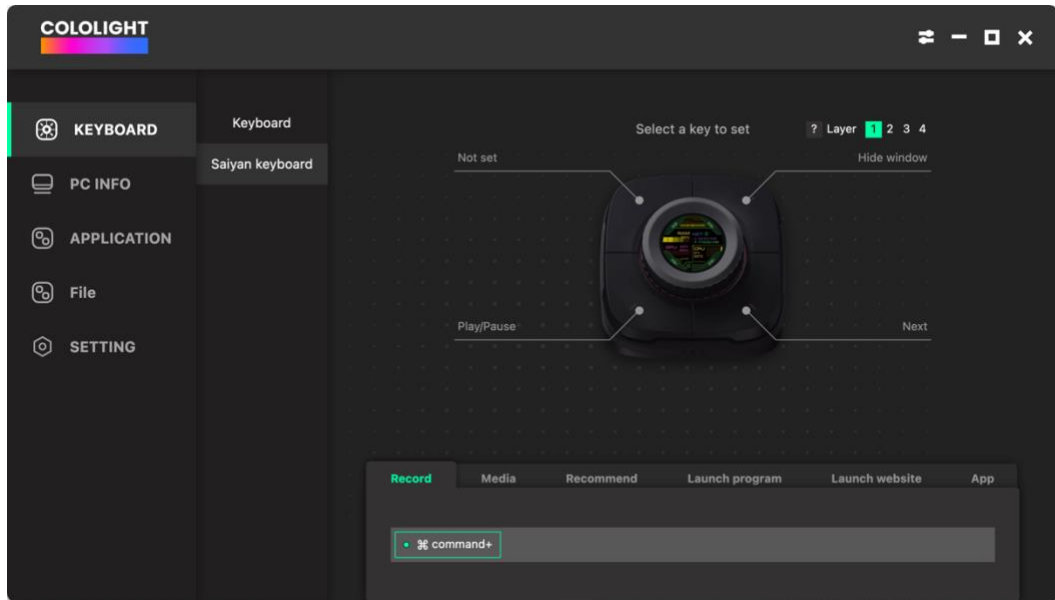 COLOLIGHT
KEYBOARD
PC INFO
APPLICATION
File
SETTING
Keyboard
Saiyan keyboard
Select a key to set
? Layer 1 2 3 4
Not set
Hide window
Play/Pause
Next
Record Media Recommend Launch program Launch website App
⌘ command+